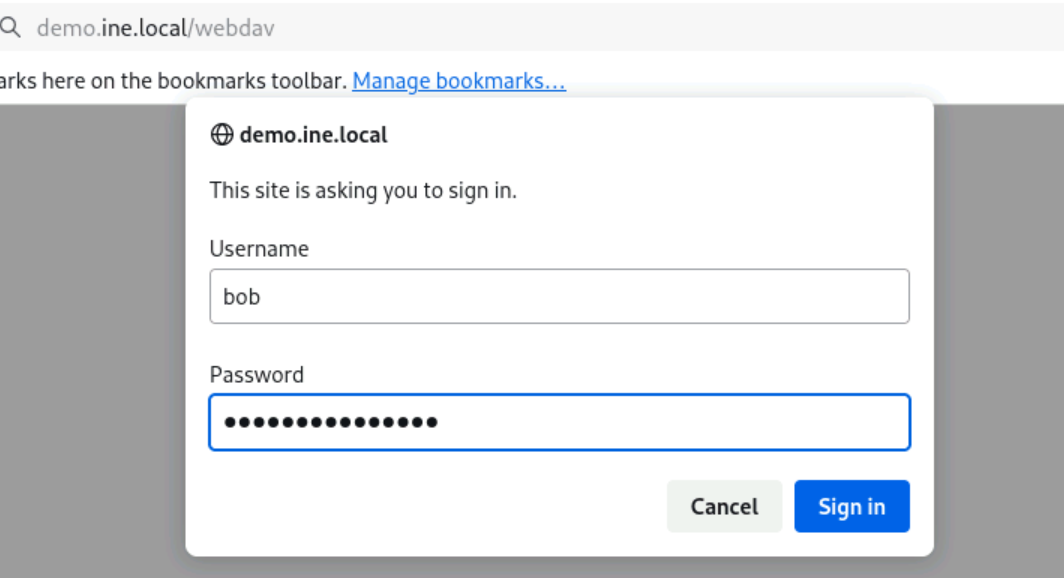 demo.ine.local/webdav
arks here on the bookmarks toolbar. Manage bookmarks...
demo.ine.local
This site is asking you to sign in.
Username
bob
Password
•••••••••••••••
Cancel Sign in